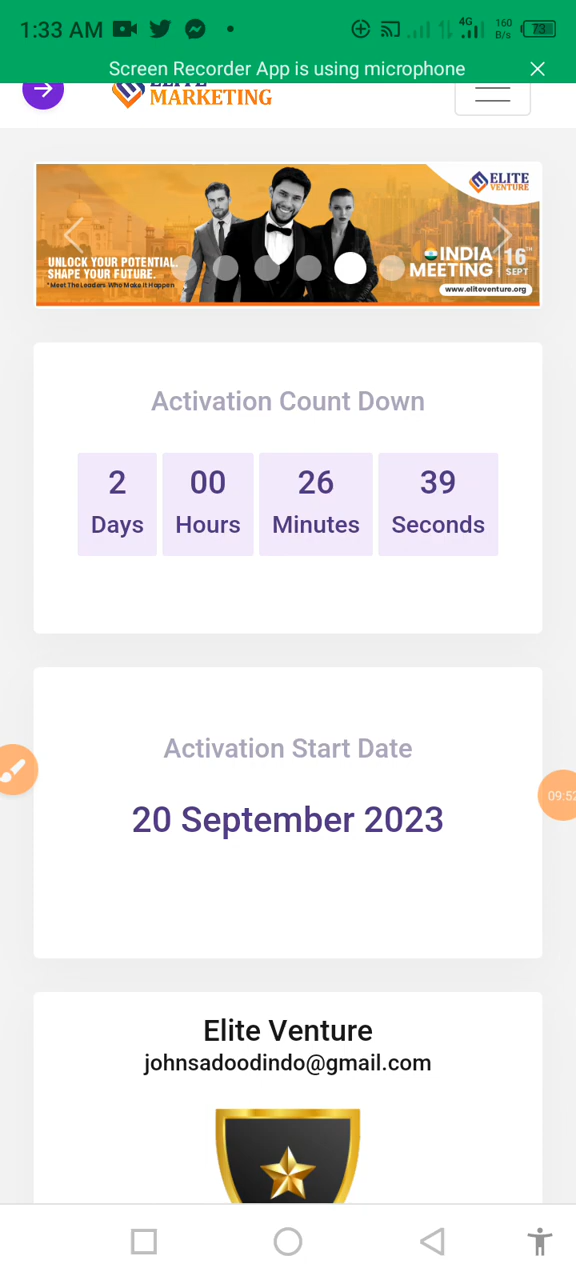 1:33 AM
4G
160
B/s
73
Screen Recorder App is using microphone
ELITE
MARKETING
ELITE
VENTURE
UNLOCK YOUR POTENTIAL.
SHAPE YOUR FUTURE.
*Meet The Leaders Who Make It Happen
INDIA
MEETING
16TH
SEPT
www.eliteventure.org
Activation Count Down
2 00 26 39
Days Hours Minutes Seconds
Activation Start Date
20 September 2023
09:52
Elite Venture
johnsadoodindo@gmail.com